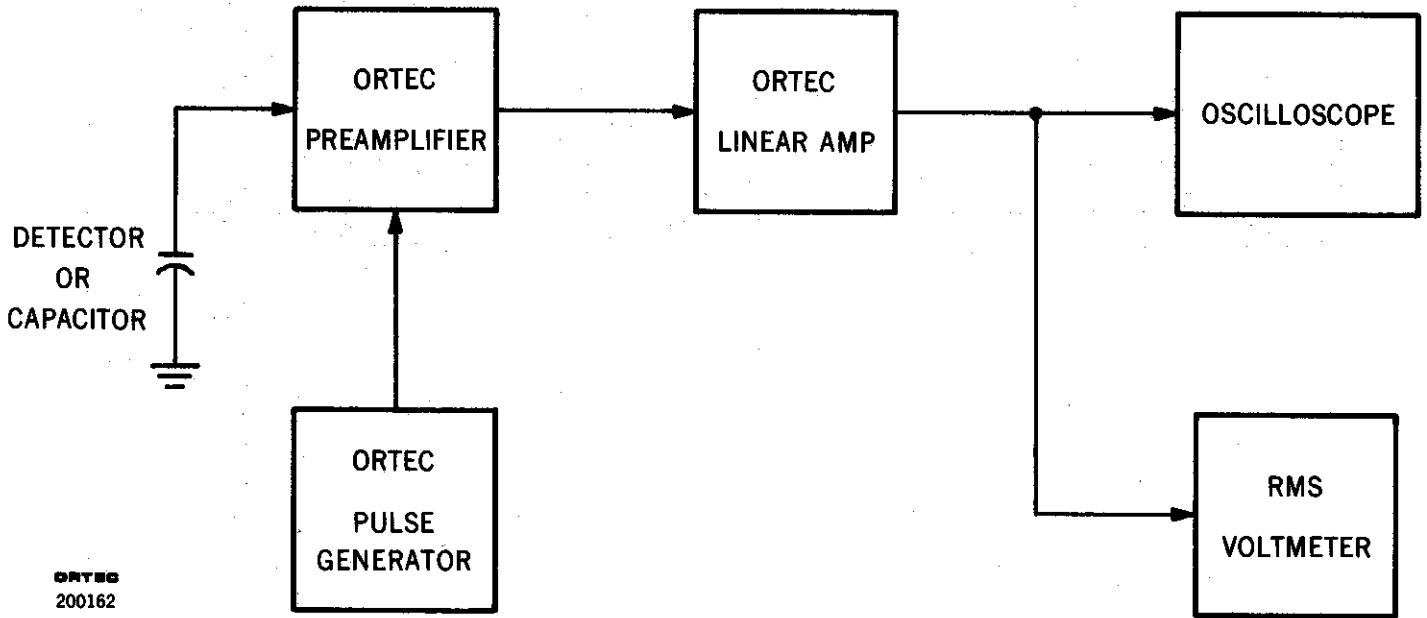 ORTEC
PREAMPLIFIER
ORTEC
LINEAR AMP
OSCILLOSCOPE
DETECTOR
OR
CAPACITOR
ORTEC
PULSE
GENERATOR
RMS
VOLTMETER
ORTEC
200162